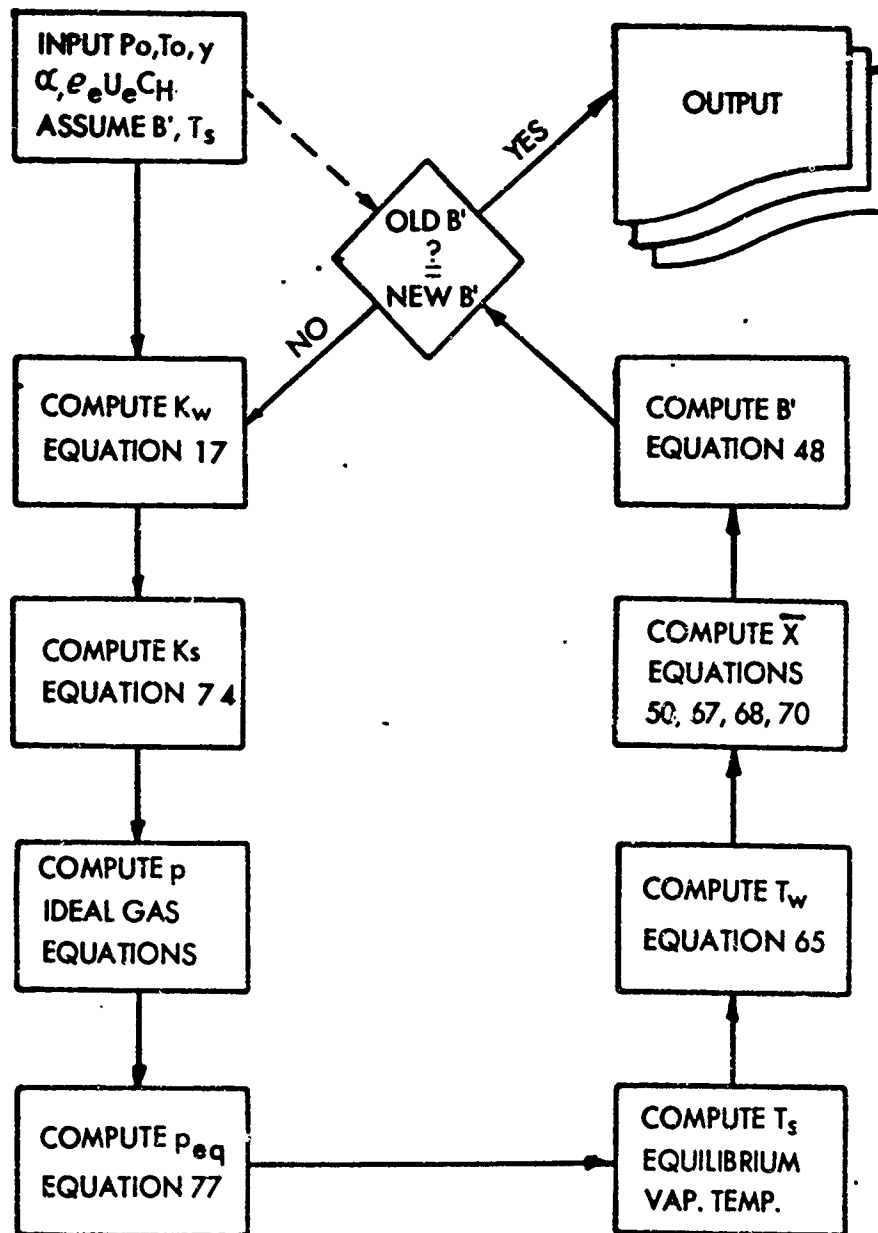 INPUT Po,To, y
α, ρeUeCH
ASSUME B', Ts
OUTPUT
YES
OLD B'
?
=
NEW B'
NO
COMPUTE Kw
EQUATION 17
COMPUTE B'
EQUATION 48
COMPUTE Ks
EQUATION 74
COMPUTE X̄
EQUATIONS
50, 67, 68, 70
COMPUTE p
IDEAL GAS
EQUATIONS
COMPUTE Tw
EQUATION 65
COMPUTE peq
EQUATION 77
COMPUTE Ts
EQUILIBRIUM
VAP. TEMP.